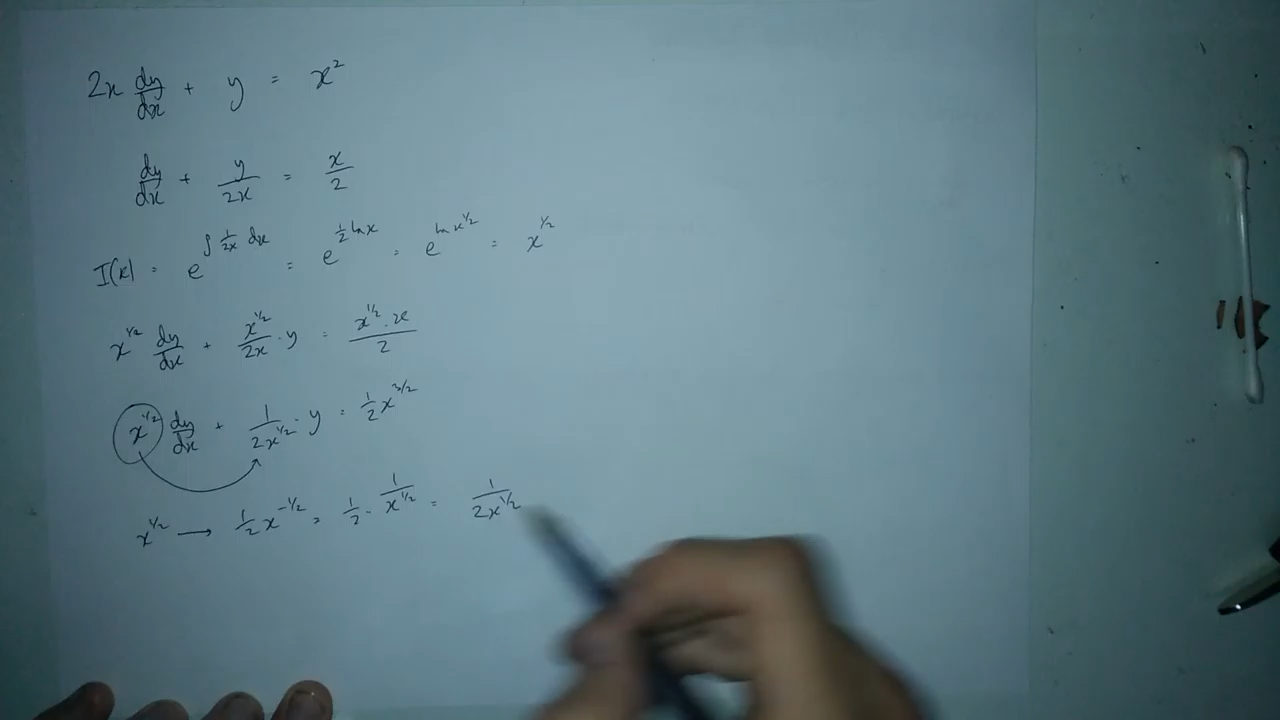 2x dy/dx + y = x^2
dy/dx + y/2x = x/2
I(x) = e^∫ 1/2x dx = e^1/2 ln x = e^ln x^1/2 = x^1/2
x^1/2 dy/dx + x^1/2/2x · y = x^1/2 · x/2
x^1/2 dy/dx + 1/2x^1/2 · y = 1/2 x^3/2
x^1/2 → 1/2 x^-1/2 = 1/2 · 1/x^1/2 = 1/2x^1/2